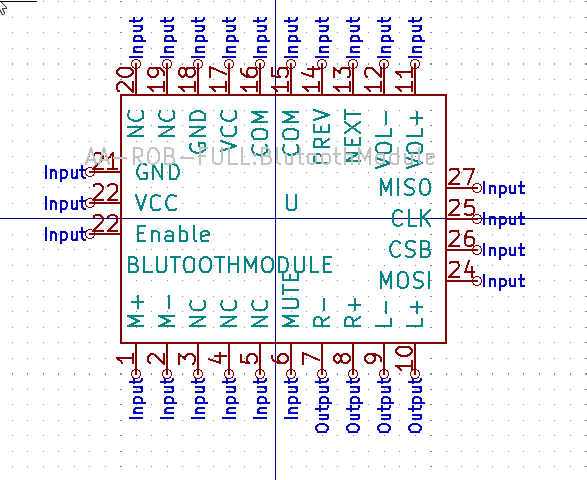 Input Input Input Input Input Input Input Input Input Input
20 19 18 17 16 15 14 13 12 11
NC NC GND VCC COM COM PREV NEXT VOL- VOL+
AA-ROB-FULL:BlutoothModule
Input 21 GND
Input 22 VCC
Input 22 Enable
U
MISO 27 Input
CLK 25 Input
CSB 26 Input
MOSI 24 Input
BLUTOOTHMODULE
M+ M- NC NC NC MUTE R- R+ L- L+
1 2 3 4 5 6 7 8 9 10
Input Input Input Input Input Input Output Output Output Output